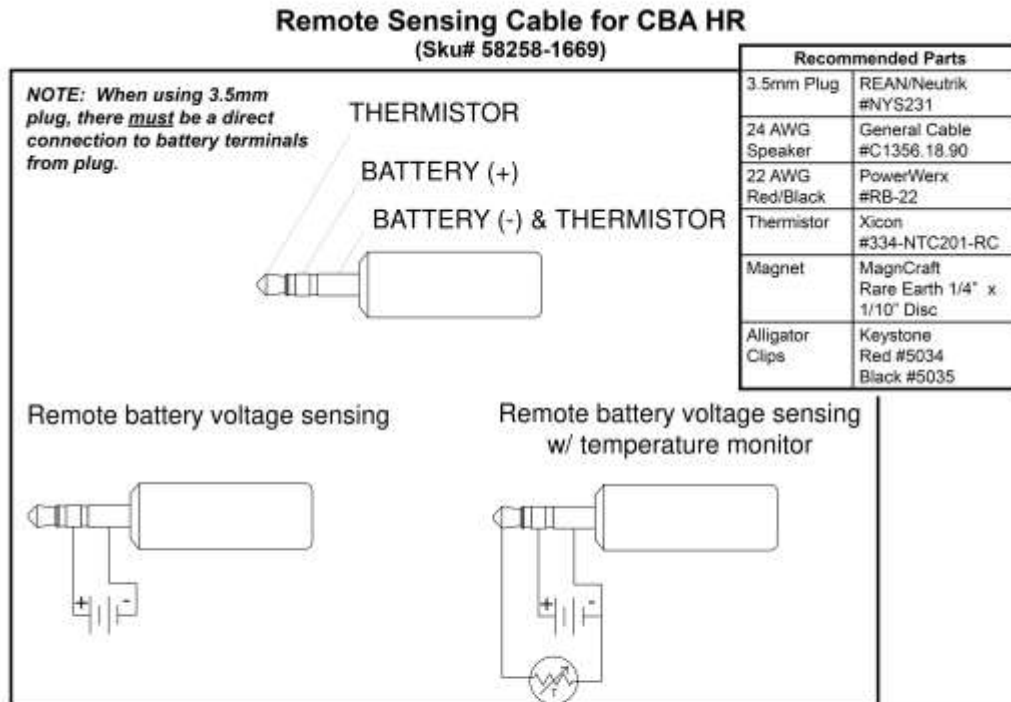 Remote Sensing Cable for CBA HR
(Sku# 58258-1669)
NOTE: When using 3.5mm
plug, there must be a direct
connection to battery terminals
from plug.
THERMISTOR
BATTERY (+)
BATTERY (-) & THERMISTOR
Recommended Parts
3.5mm Plug REAN/Neutrik
#NYS231
24 AWG General Cable
Speaker #C1356.18.90
22 AWG PowerWerx
Red/Black #RB-22
Thermistor Xicon
#334-NTC201-RC
Magnet MagnCraft
Rare Earth 1/4" x
1/10" Disc
Alligator Keystone
Clips Red #5034
Black #5035
Remote battery voltage sensing
+ -
Remote battery voltage sensing
w/ temperature monitor
+ -
T